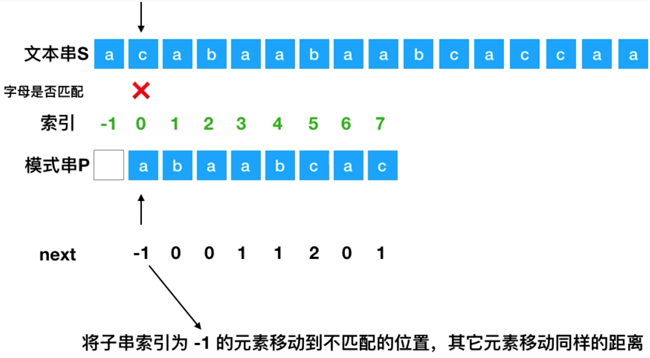 文本串S a c a b a a b a a b c a c c a a
字母是否匹配
索引 -1 0 1 2 3 4 5 6 7
模式串P a b a a b c a c
next -1 0 0 1 1 2 0 1
将子串索引为 -1 的元素移动到不匹配的位置，其它元素移动同样的距离